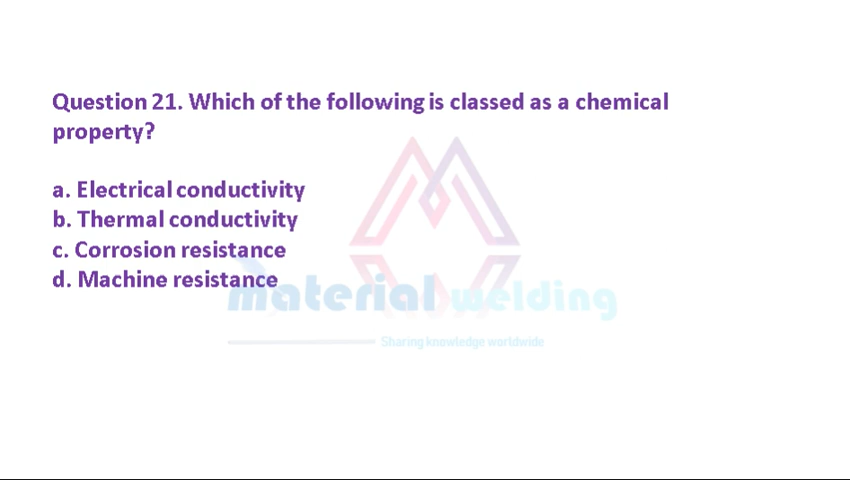 Question 21. Which of the following is classed as a chemical
property?
a. Electrical conductivity
b. Thermal conductivity
c. Corrosion resistance
d. Machine resistance
material welding
Sharing knowledge worldwide